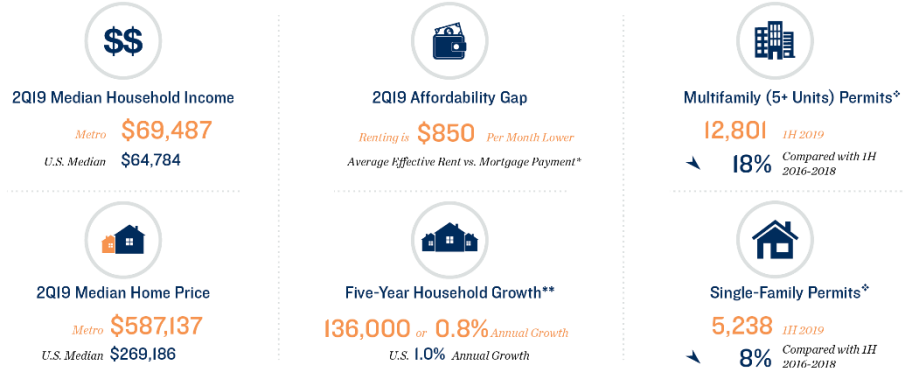 $$
2Q19 Median Household Income
Metro $69,487
U.S. Median $64,784
2Q19 Affordability Gap
Renting is $850 Per Month Lower
Average Effective Rent vs. Mortgage Payment*
Multifamily (5+ Units) Permits❖
12,801 1H 2019
18% Compared with 1H
2016-2018
2Q19 Median Home Price
Metro $587,137
U.S. Median $269,186
Five-Year Household Growth**
136,000 or 0.8% Annual Growth
U.S. 1.0% Annual Growth
Single-Family Permits❖
5,238 1H 2019
8% Compared with 1H
2016-2018